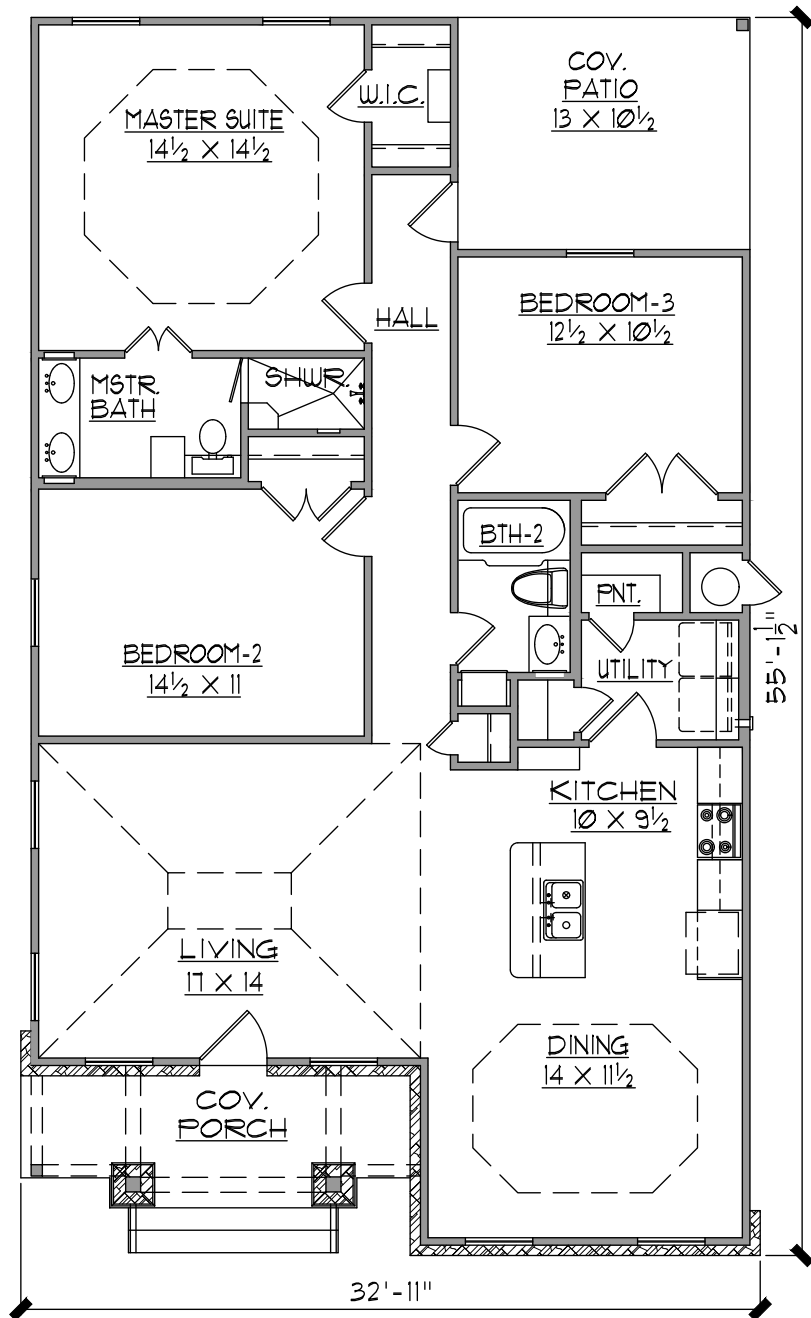 COV.
PATIO
13 X 10½
W.I.C.
MASTER SUITE
14½ X 14½
BEDROOM-3
12½ X 10½
HALL
MSTR.
BATH
SHWR.
BTH-2
PNT.
UTILITY
BEDROOM-2
14½ X 11
55'-1½"
KITCHEN
10 X 9½
LIVING
17 X 14
DINING
14 X 11½
COV.
PORCH
32'-11"